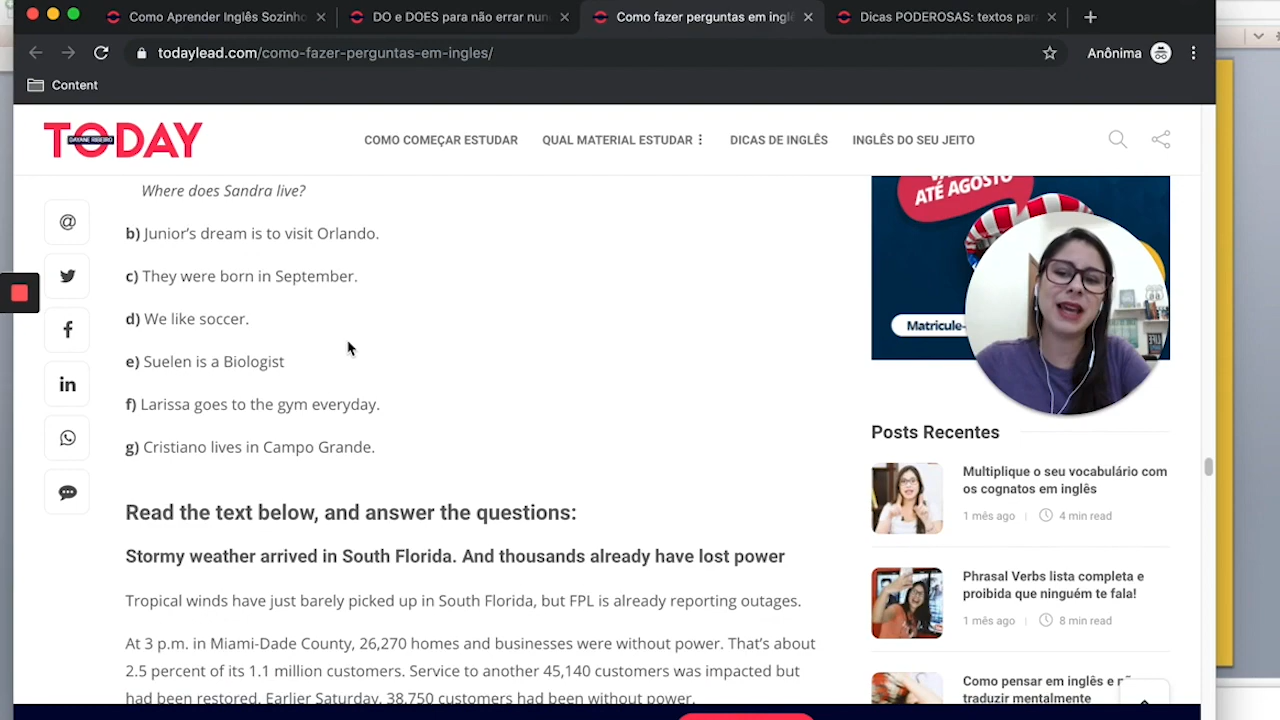 Como Aprender Inglês Sozinho
DO e DOES para não errar nun
Como fazer perguntas em inglê
Dicas PODEROSAS: textos para
todaylead.com/como-fazer-perguntas-em-ingles/
Anônima
Content
TODAY
DAYANE RIBEIRO
COMO COMEÇAR ESTUDAR
QUAL MATERIAL ESTUDAR
DICAS DE INGLÊS
INGLÊS DO SEU JEITO
Where does Sandra live?
b) Junior’s dream is to visit Orlando.
c) They were born in September.
d) We like soccer.
e) Suelen is a Biologist
f) Larissa goes to the gym everyday.
g) Cristiano lives in Campo Grande.
Read the text below, and answer the questions:
Stormy weather arrived in South Florida. And thousands already have lost power
Tropical winds have just barely picked up in South Florida, but FPL is already reporting outages.
At 3 p.m. in Miami-Dade County, 26,270 homes and businesses were without power. That’s about
2.5 percent of its 1.1 million customers. Service to another 45,140 customers was impacted but
had been restored. Earlier Saturday, 38,750 customers had been without power.
ATÉ AGOSTO
Matricule-
Posts Recentes
Multiplique o seu vocabulário com
os cognatos em inglês
1 mês ago
4 min read
Phrasal Verbs lista completa e
proibida que ninguém te fala!
1 mês ago
8 min read
Como pensar em inglês e nã
traduzir mentalmente